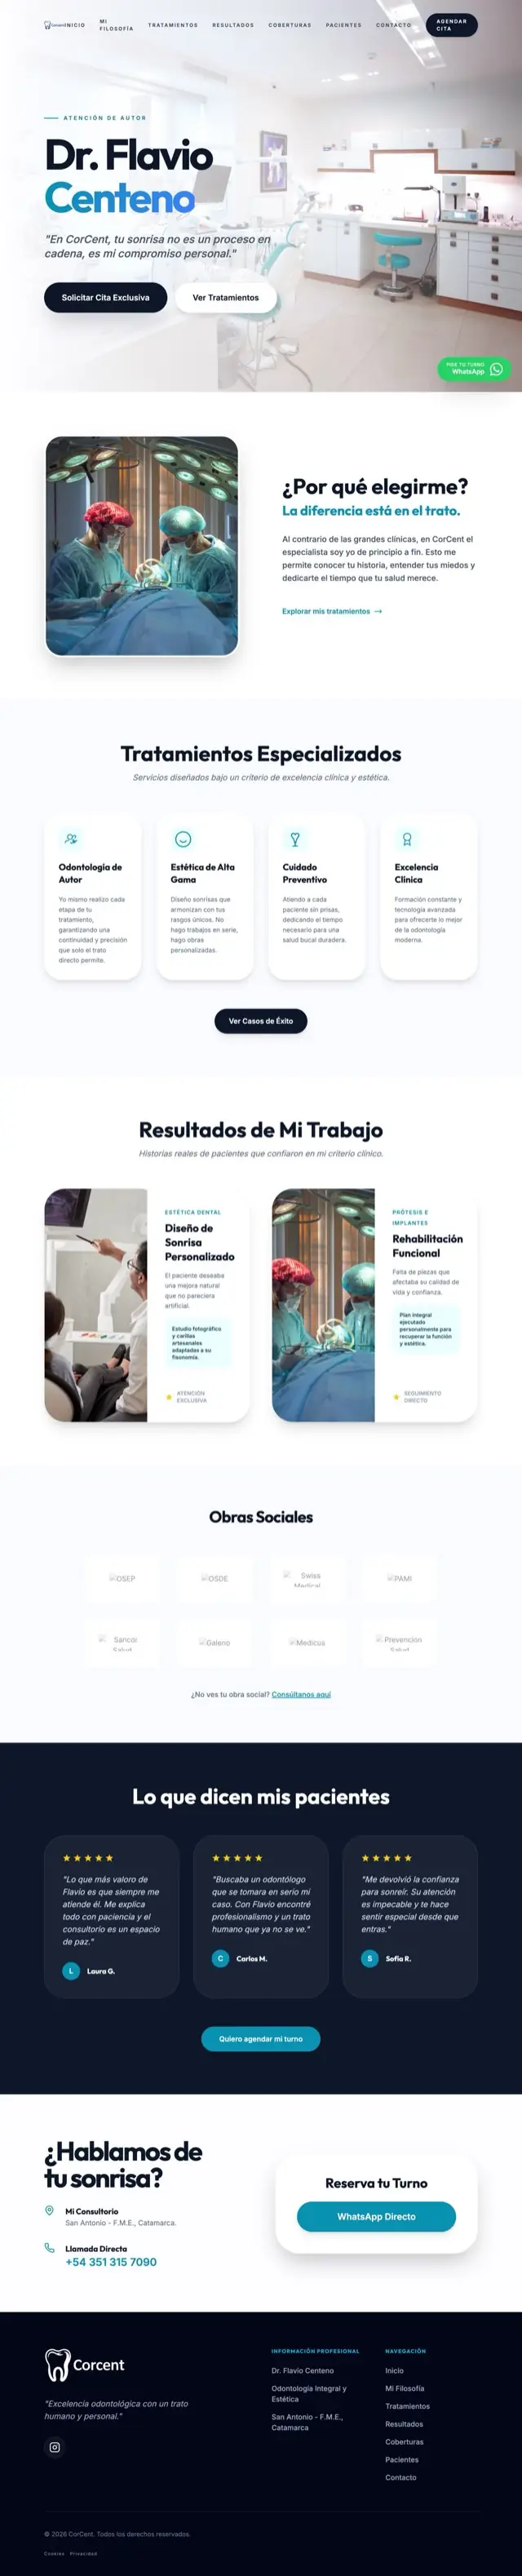 Corcent
INICIO
MI
FILOSOFÍA
TRATAMIENTOS
RESULTADOS
COBERTURAS
PACIENTES
CONTACTO
AGENDAR
CITA
ATENCIÓN DE AUTOR
Dr. Flavio
Centeno
"En CorCent, tu sonrisa no es un proceso en
cadena, es mi compromiso personal."
Solicitar Cita Exclusiva
Ver Tratamientos
PIDE TU TURNO
WhatsApp
¿Por qué elegirme?
La diferencia está en el trato.
Al contrario de las grandes clínicas, en CorCent el
especialista soy yo de principio a fin. Esto me
permite conocer tu historia, entender tus miedos y
dedicarte el tiempo que tu salud merece.
Explorar mis tratamientos →
Tratamientos Especializados
Servicios diseñados bajo un criterio de excelencia clínica y estética.
Odontología de
Autor
Yo mismo realizo cada
etapa de tu
tratamiento,
garantizando una
continuidad y precisión
que solo el trato
directo permite.
Estética de Alta
Gama
Diseño sonrisas que
armonizan con tus
rasgos únicos. No
hago trabajos en serie,
hago obras
personalizadas.
Cuidado
Preventivo
Atiendo a cada
paciente sin prisas,
dedicando el tiempo
necesario para una
salud bucal duradera.
Excelencia
Clínica
Formación constante y
tecnología avanzada
para ofrecerte lo mejor
de la odontología
moderna.
Ver Casos de Éxito
Resultados de Mi Trabajo
Historias reales de pacientes que confiaron en mi criterio clínico.
ESTÉTICA DENTAL
Diseño de
Sonrisa
Personalizado
El paciente deseaba
una mejora natural
que no pareciera
artificial.
Estudio fotográfico
y carillas
artesanales
adaptadas a su
fisonomía.
ATENCIÓN
EXCLUSIVA
PRÓTESIS E
IMPLANTES
Rehabilitación
Funcional
Falta de piezas que
afectaba su calidad de
vida y confianza.
Plan integral
ejecutado
personalmente para
recuperar la función
y estética.
SEGUIMIENTO
DIRECTO
Obras Sociales
OSEP
OSDE
Swiss
Medical
PAMI
Sancor
Salud
Galeno
Medicus
Prevención
Salud
¿No ves tu obra social? Consúltanos aquí
Lo que dicen mis pacientes
"Lo que más valoro de
Flavio es que siempre me
atiende él. Me explica
todo con paciencia y el
consultorio es un espacio
de paz."
L
Laura G.
"Buscaba un odontólogo
que se tomara en serio mi
caso. Con Flavio encontré
profesionalismo y un trato
humano que ya no se ve."
C
Carlos M.
"Me devolvió la confianza
para sonreír. Su atención
es impecable y te hace
sentir especial desde que
entras."
S
Sofía R.
Quiero agendar mi turno
¿Hablamos de
tu sonrisa?
Mi Consultorio
San Antonio - F.M.E., Catamarca.
Llamada Directa
+54 351 315 7090
Reserva tu Turno
WhatsApp Directo
Corcent
"Excelencia odontológica con un trato
humano y personal."
INFORMACIÓN PROFESIONAL
Dr. Flavio Centeno
Odontología Integral y
Estética
San Antonio - F.M.E.,
Catamarca
NAVEGACIÓN
Inicio
Mi Filosofía
Tratamientos
Resultados
Coberturas
Pacientes
Contacto
© 2026 CorCent. Todos los derechos reservados.
Cookies
Privacidad